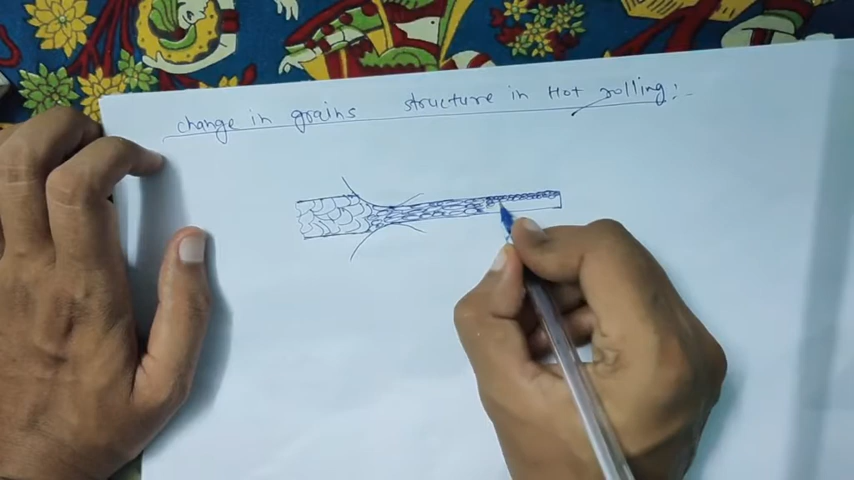 change in grains structure in Hot rolling :-